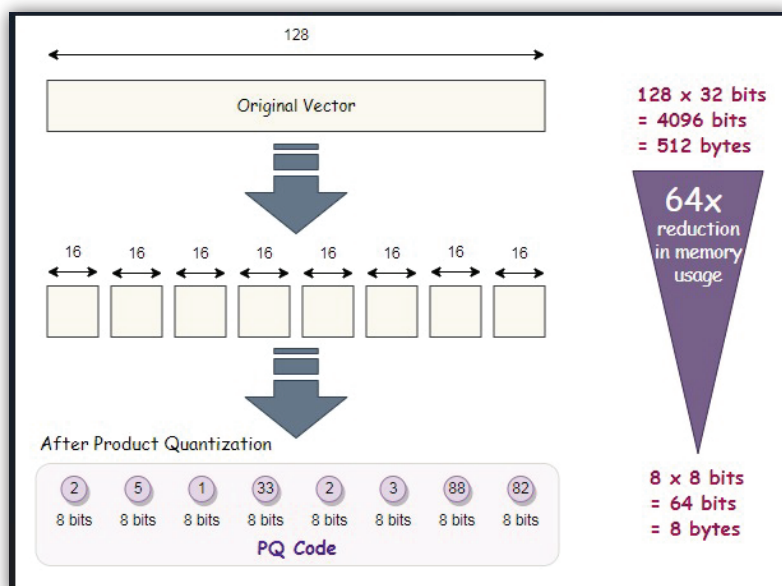 128
Original Vector
128 x 32 bits
= 4096 bits
= 512 bytes
64x
reduction
in memory
usage
16 16 16 16 16 16 16 16
After Product Quantization
2 5 1 33 2 3 88 82
8 bits 8 bits 8 bits 8 bits 8 bits 8 bits 8 bits 8 bits
PQ Code
8 x 8 bits
= 64 bits
= 8 bytes